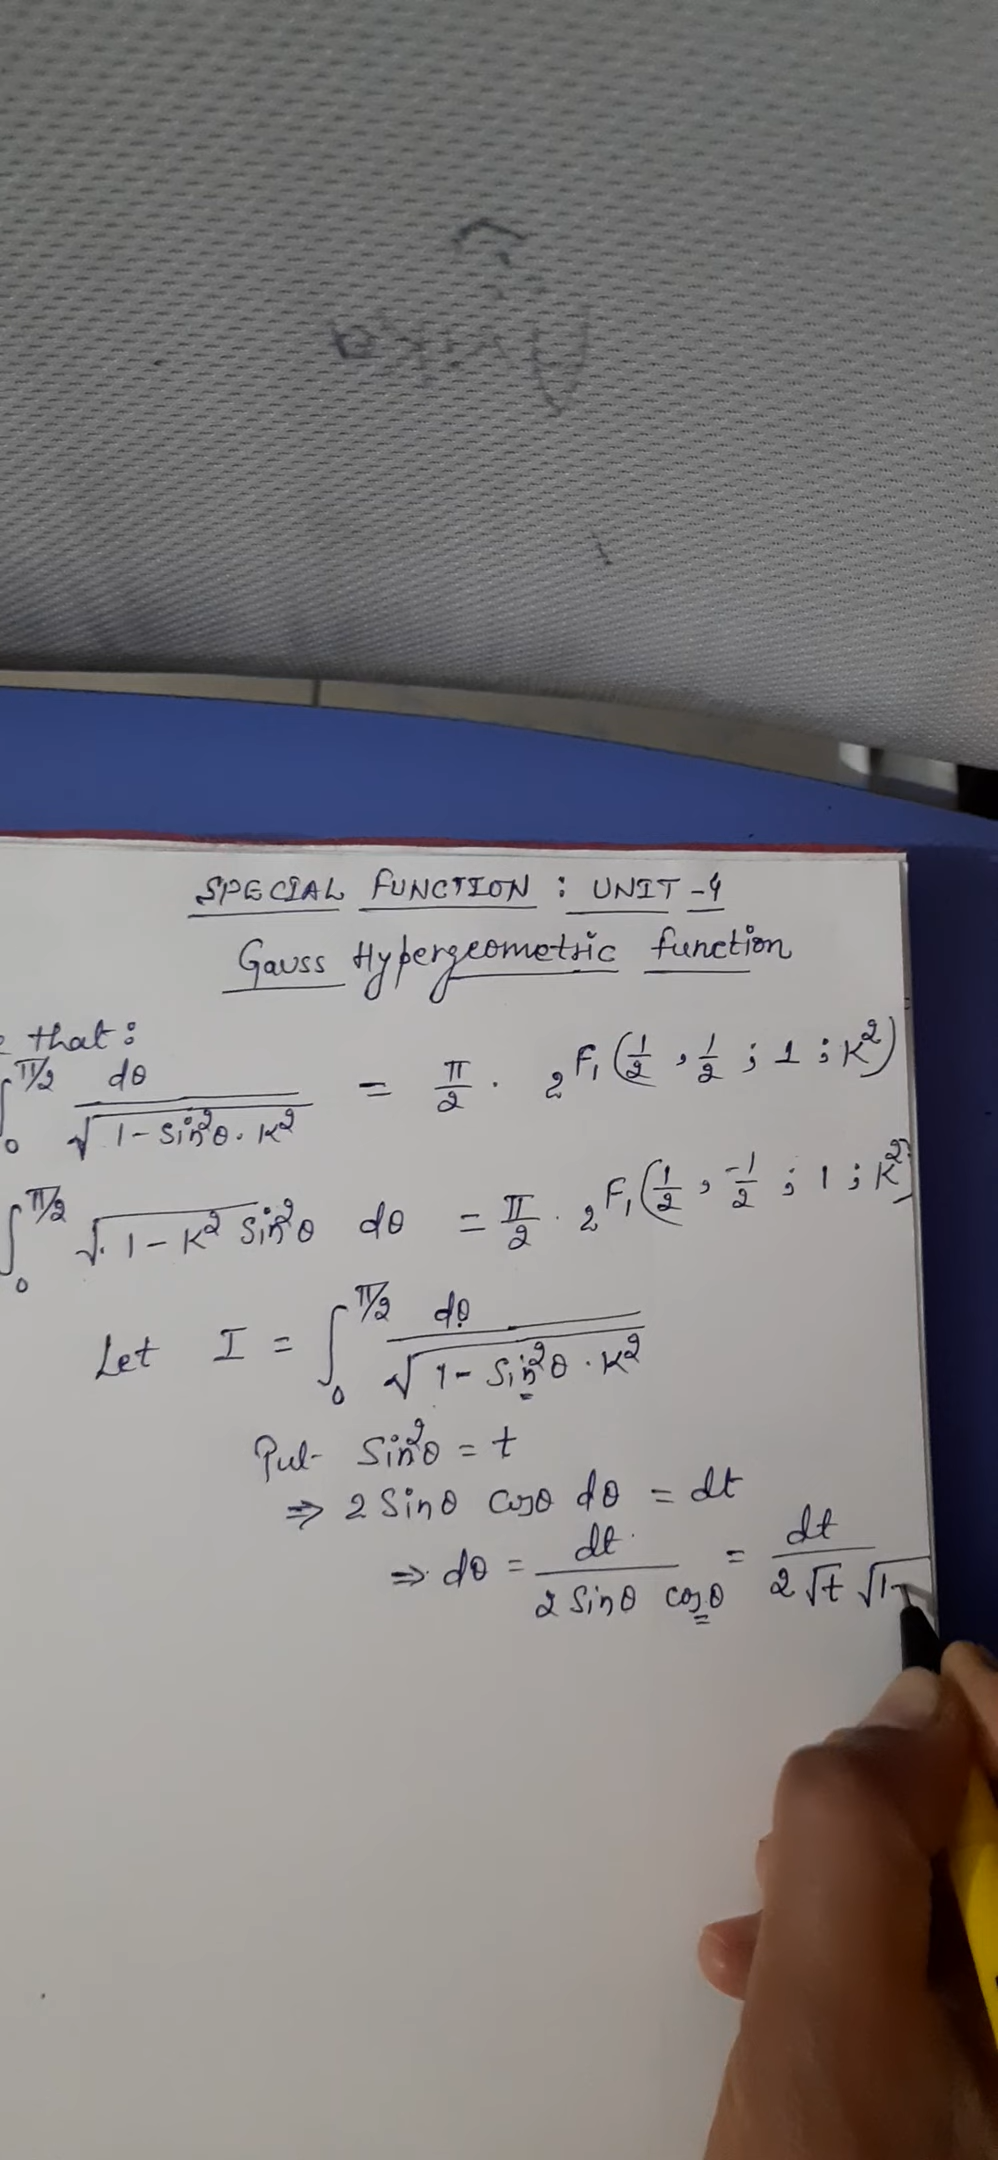 Anika
SPECIAL FUNCTION : UNIT-4
Gauss Hypergeometric function
that :
∫₀^π/2 dθ / √(1 - Sin²θ . K²) = π/2 . ₂F₁(1/2 , 1/2 ; 1 ; K²)
∫₀^π/2 √(1 - K² Sin²θ) dθ = π/2 . ₂F₁(1/2 , -1/2 ; 1 ; K²)
Let I = ∫₀^π/2 dθ / √(1 - Sin²θ . K²)
Put Sin²θ = t
⇒ 2 Sinθ cosθ dθ = dt
⇒ dθ = dt / (2 Sinθ cosθ) = dt / (2 √t √1-